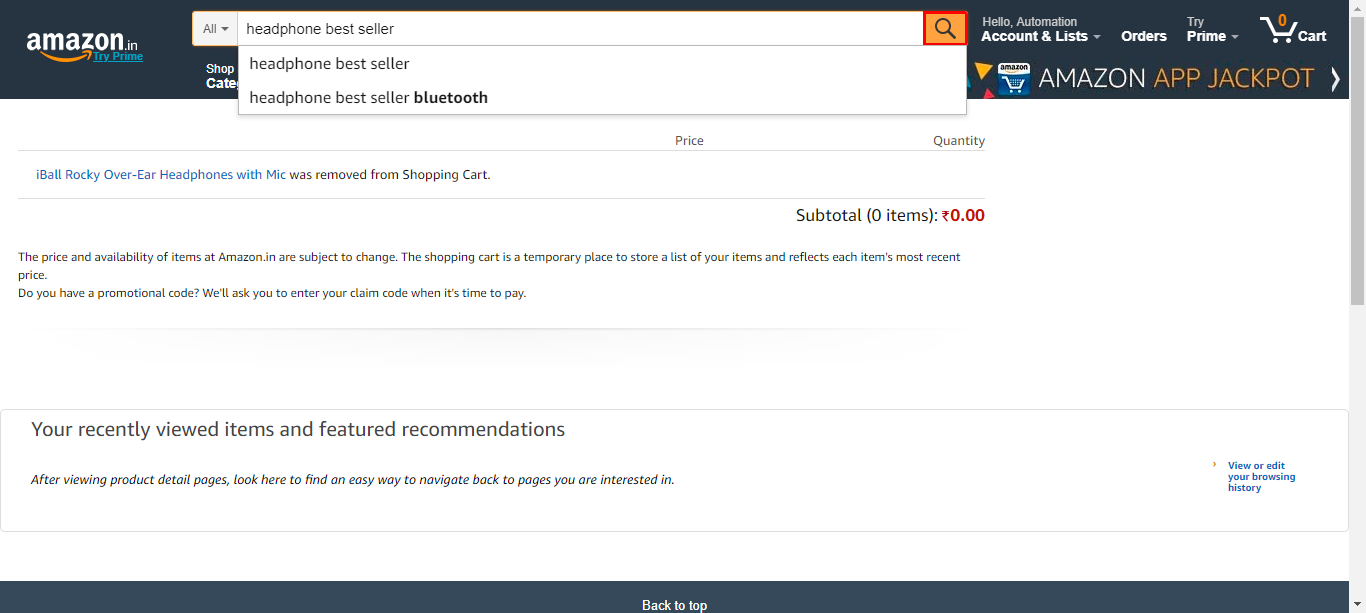 amazon.in
Try Prime
All
headphone best seller
Hello, Automation
Account & Lists
Orders
Try
Prime
0
Cart
headphone best seller
headphone best seller bluetooth
Shop
amazon
AMAZON APP JACKPOT
Price Quantity
iBall Rocky Over-Ear Headphones with Mic was removed from Shopping Cart.
Subtotal (0 items): ₹0.00
The price and availability of items at Amazon.in are subject to change. The shopping cart is a temporary place to store a list of your items and reflects each item's most recent
price.
Do you have a promotional code? We'll ask you to enter your claim code when it's time to pay.
Your recently viewed items and featured recommendations
After viewing product detail pages, look here to find an easy way to navigate back to pages you are interested in.
View or edit
your browsing
history
Back to top